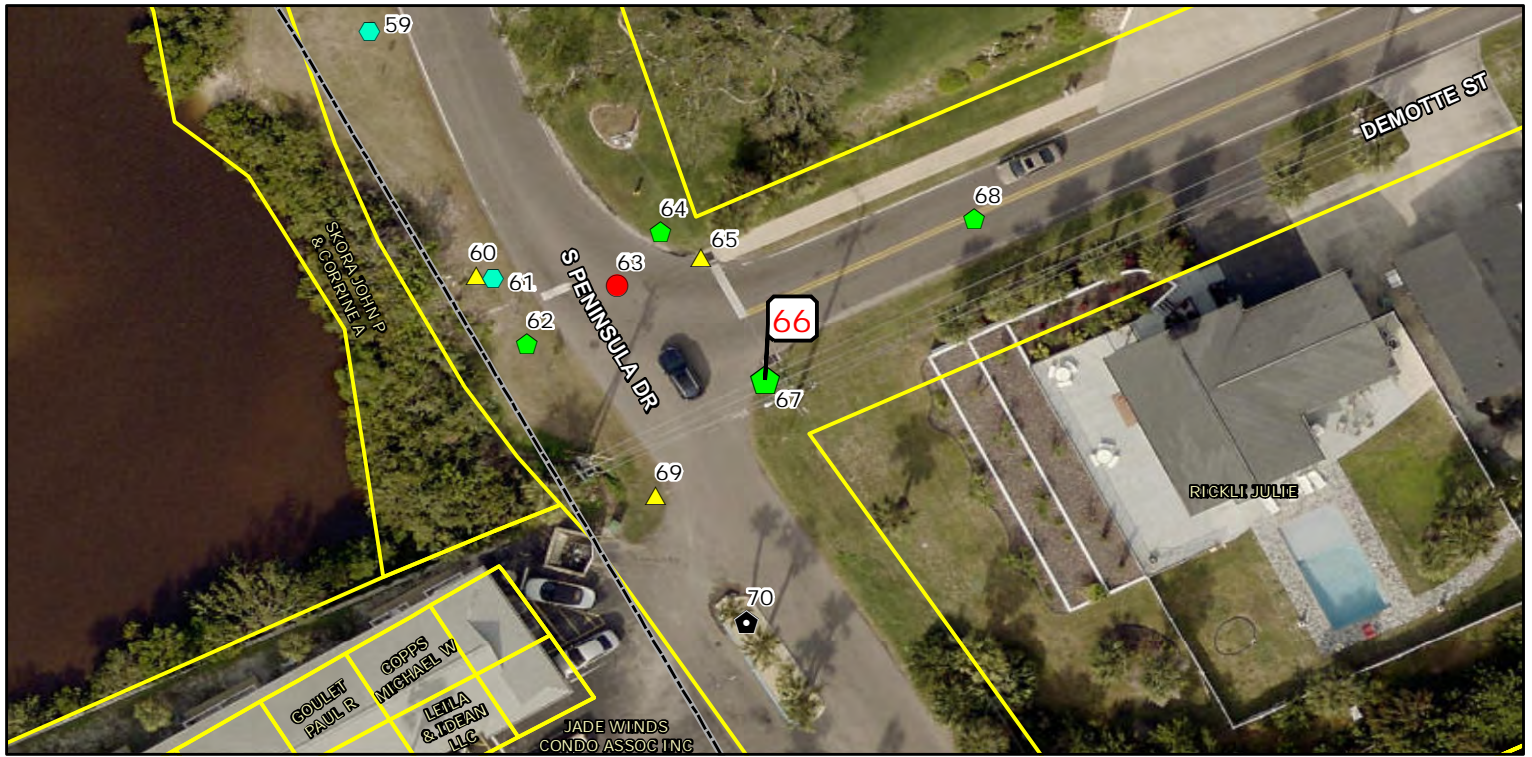 59
64
68
65
60
63
61
62
66
67
69
70
DEMOTTE ST
S PENINSULA DR
SKORA JOHN P
& CORRINE A
RICKLI JULIE
COPPS
MICHAEL W
GOULET
PAUL R
LEILA
& IDEAN
LLC
JADE WINDS
CONDO ASSOC INC